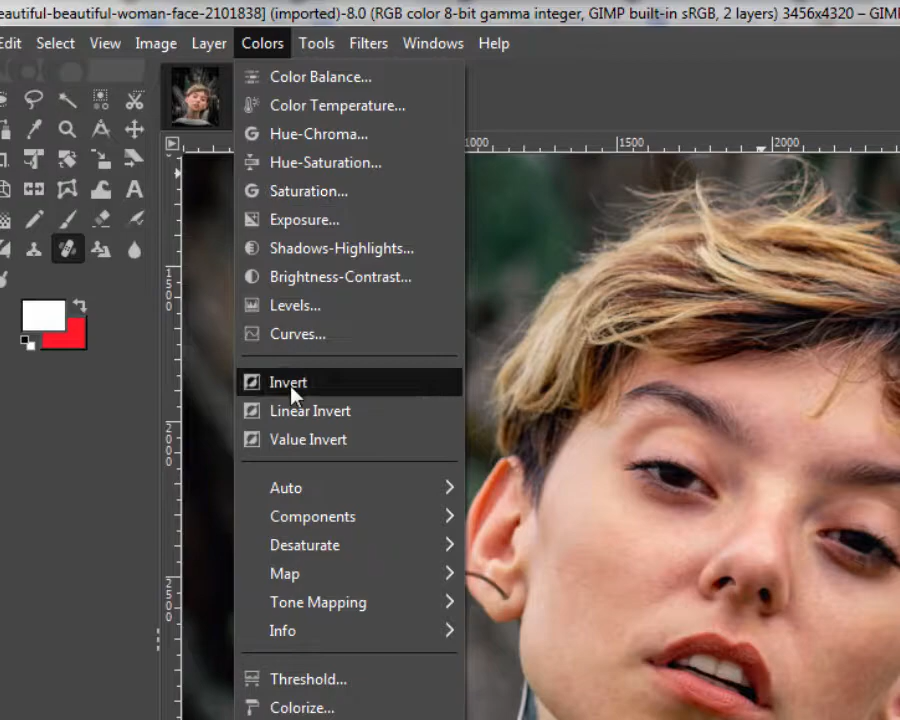 eautiful-beautiful-woman-face-2101838] (imported)-8.0 (RGB color 8-bit gamma integer, GIMP built-in sRGB, 2 layers) 3456x4320 – GIM
Edit Select View Image Layer Colors Tools Filters Windows Help
Color Balance...
Color Temperature...
Hue-Chroma...
Hue-Saturation...
Saturation...
Exposure...
Shadows-Highlights...
Brightness-Contrast...
Levels...
Curves...
Invert
Linear Invert
Value Invert
Auto
Components
Desaturate
Map
Tone Mapping
Info
Threshold...
Colorize...
1000 1500 2000
1500
2000
2500